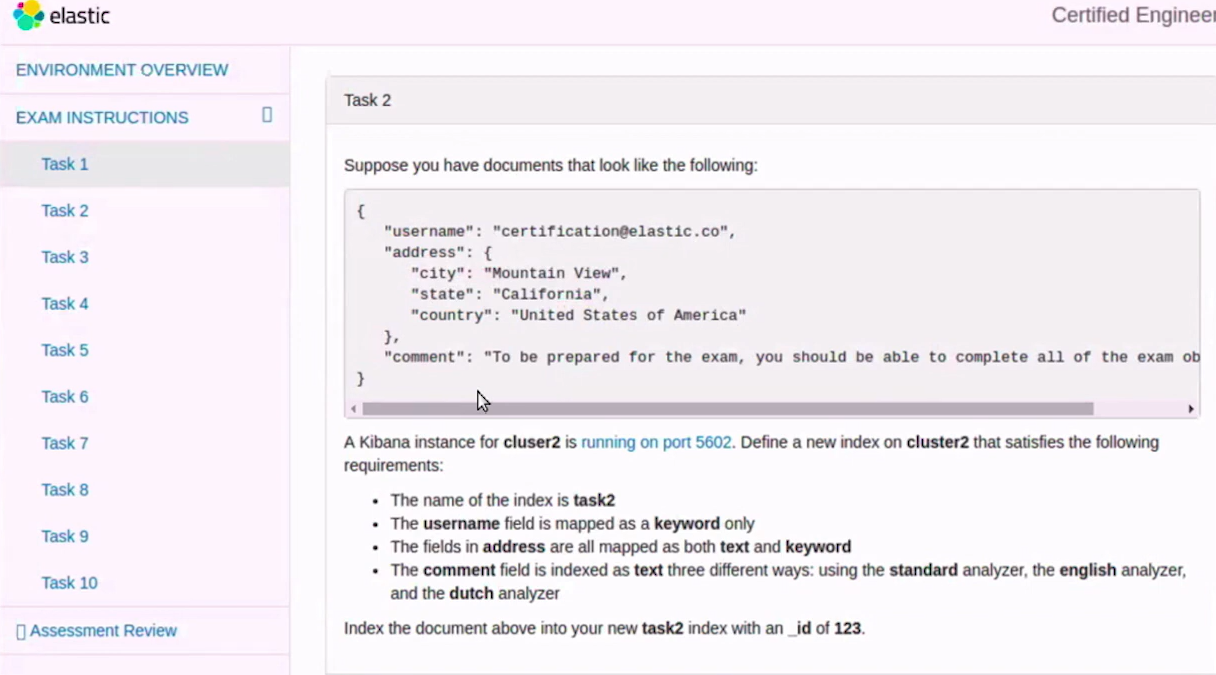 elastic
Certified Engineer
ENVIRONMENT OVERVIEW
EXAM INSTRUCTIONS
Task 1
Task 2
Task 3
Task 4
Task 5
Task 6
Task 7
Task 8
Task 9
Task 10
Assessment Review
Task 2
Suppose you have documents that look like the following:
{
"username": "certification@elastic.co",
"address": {
"city": "Mountain View",
"state": "California",
"country": "United States of America"
},
"comment": "To be prepared for the exam, you should be able to complete all of the exam ob
}
A Kibana instance for cluser2 is running on port 5602. Define a new index on cluster2 that satisfies the following
requirements:
• The name of the index is task2
• The username field is mapped as a keyword only
• The fields in address are all mapped as both text and keyword
• The comment field is indexed as text three different ways: using the standard analyzer, the english analyzer,
and the dutch analyzer
Index the document above into your new task2 index with an _id of 123.